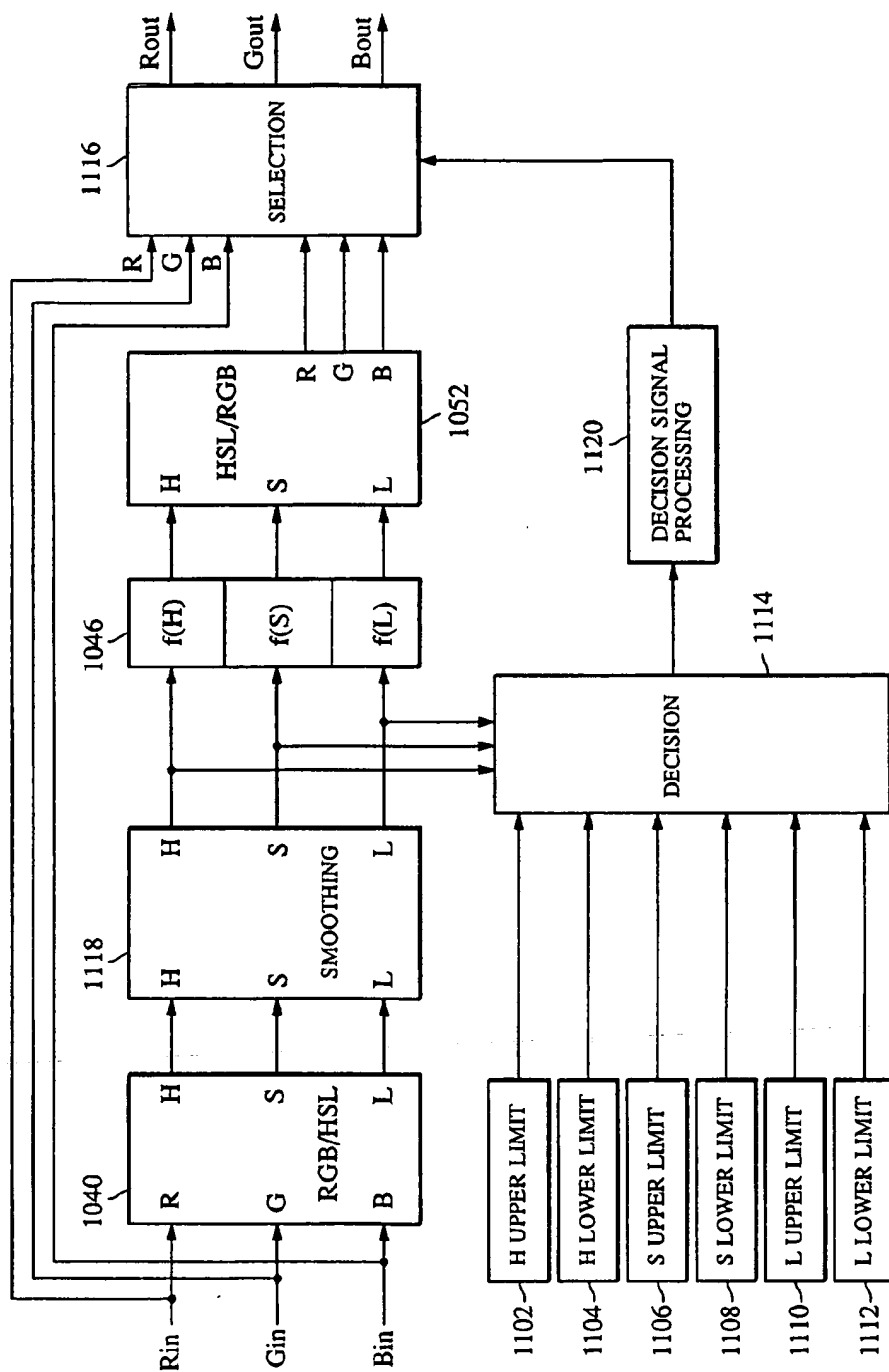 Rin
Gin
Bin
1040
R
G
B
H
S
L
RGB/HSL
1118
H
S
L
H
S
L
SMOOTHING
1046
f(H)
f(S)
f(L)
HSL/RGB
H
S
L
R
G
B
1052
R
G
B
1116
SELECTION
Rout
Gout
Bout
1102
H UPPER LIMIT
1104
H LOWER LIMIT
1106
S UPPER LIMIT
1108
S LOWER LIMIT
1110
L UPPER LIMIT
1112
L LOWER LIMIT
DECISION
1114
1120
DECISION SIGNAL
PROCESSING